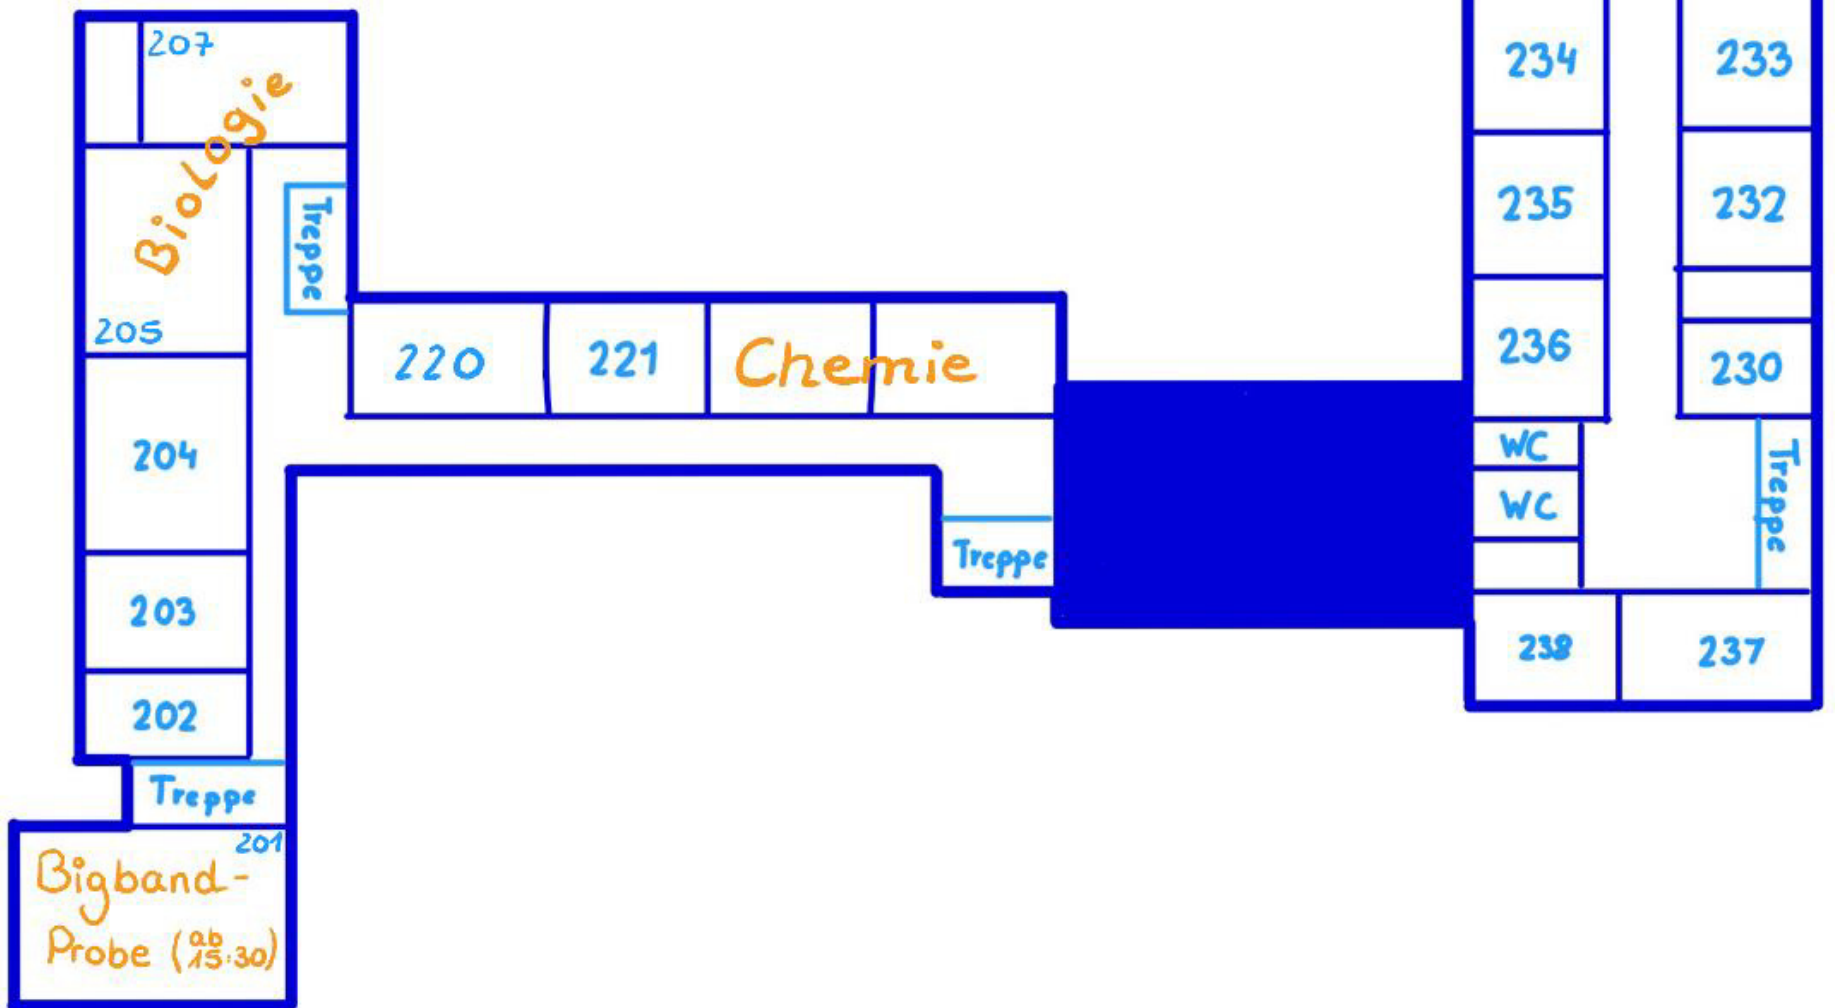 207
Biologie
Treppe
205
204
203
202
Treppe
201
Bigband-
Probe (ab 15:30)
220
221
Chemie
Treppe
234
233
235
232
236
230
WC
WC
Treppe
238
237